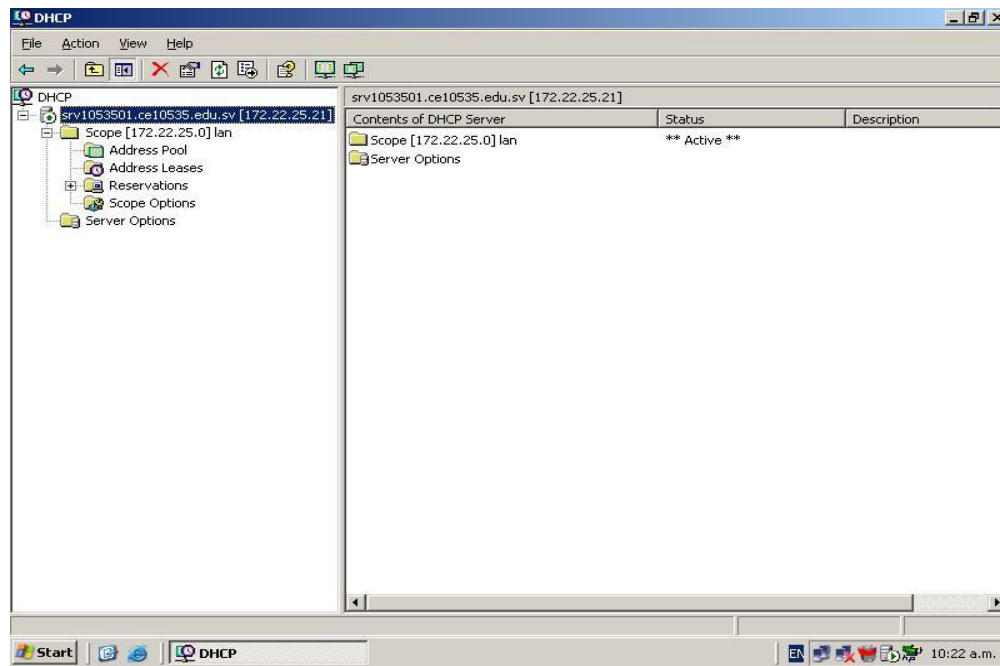 DHCP
File Action View Help
DHCP
srv1053501.ce10535.edu.sv [172.22.25.21]
Scope [172.22.25.0] lan
Address Pool
Address Leases
Reservations
Scope Options
Server Options
srv1053501.ce10535.edu.sv [172.22.25.21]
Contents of DHCP Server Status Description
Scope [172.22.25.0] lan ** Active **
Server Options
Start DHCP EN 10:22 a.m.